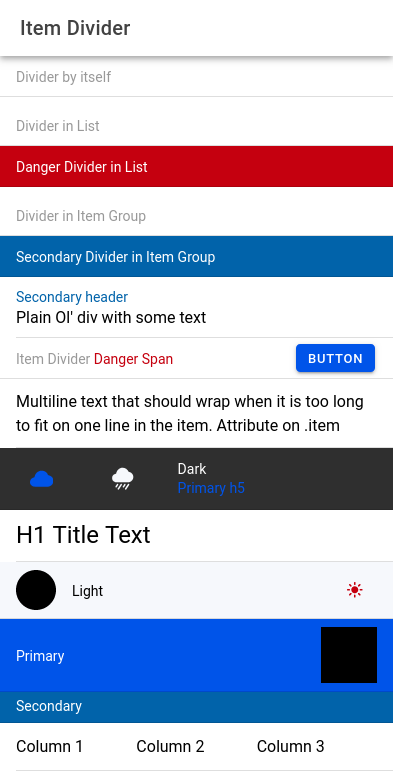 Item Divider
Divider by itself
Divider in List
Danger Divider in List
Divider in Item Group
Secondary Divider in Item Group
Secondary header
Plain Ol' div with some text
Item Divider Danger Span
BUTTON
Multiline text that should wrap when it is too long
to fit on one line in the item. Attribute on .item
Dark
Primary h5
H1 Title Text
Light
Primary
Secondary
Column 1 Column 2 Column 3